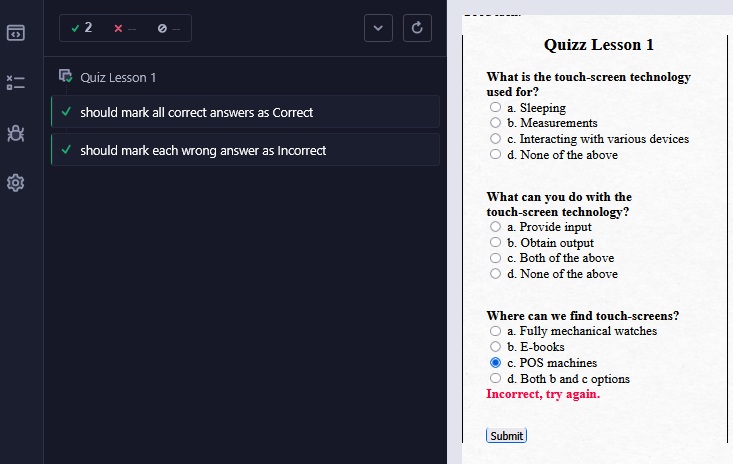 2 -- --
Quiz Lesson 1
should mark all correct answers as Correct
should mark each wrong answer as Incorrect
Quizz Lesson 1
What is the touch-screen technology
used for?
a. Sleeping
b. Measurements
c. Interacting with various devices
d. None of the above
What can you do with the
touch-screen technology?
a. Provide input
b. Obtain output
c. Both of the above
d. None of the above
Where can we find touch-screens?
a. Fully mechanical watches
b. E-books
c. POS machines
d. Both b and c options
Incorrect, try again.
Submit